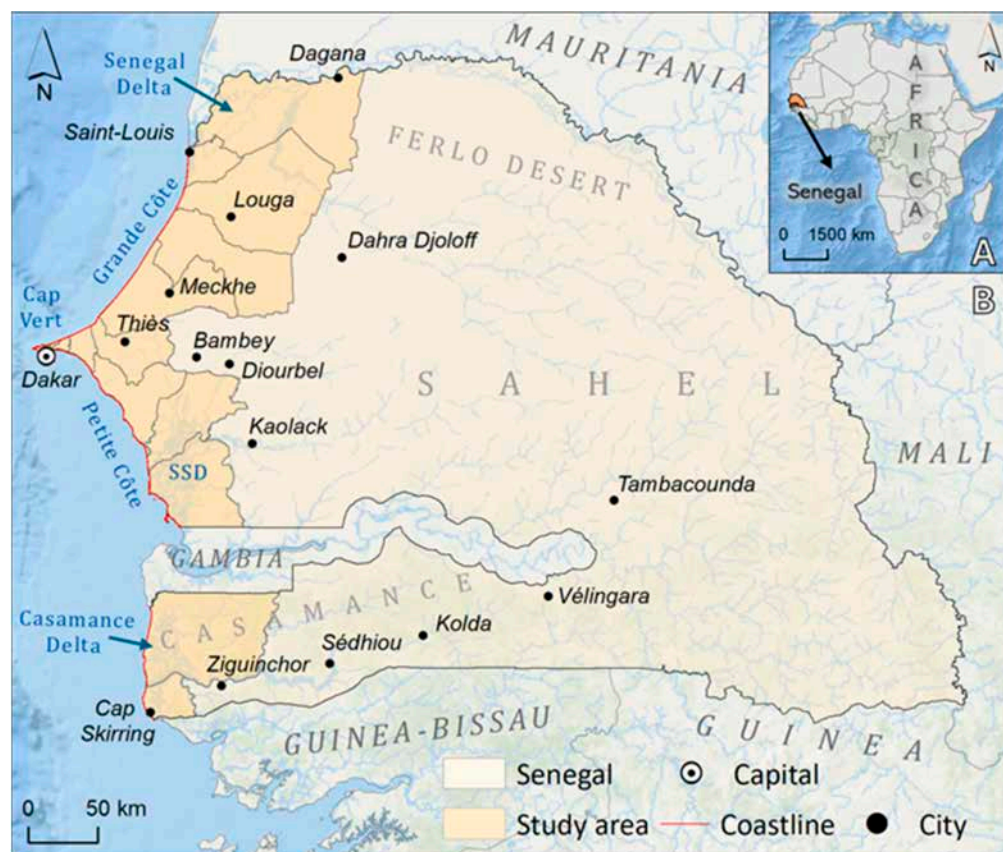 N
Senegal
Delta
Dagana
MAURITANIA
Saint-Louis
FERLO DESERT
Grande Côte
Louga
Dahra Djoloff
Meckhe
Cap
Vert
Thiès
Bambey
Diourbel
Dakar
SAHEL
Petite Côte
Kaolack
SSD
MALI
Tambacounda
GAMBIA
Vélingara
Casamance
Delta
CASAMANCE
Kolda
Sédhiou
Ziguinchor
Cap
Skirring
GUINEA-BISSAU
GUINEA
0 50 km
Senegal
Capital
Study area
Coastline
City
N
AFRICA
Senegal
0 1500 km
A
B